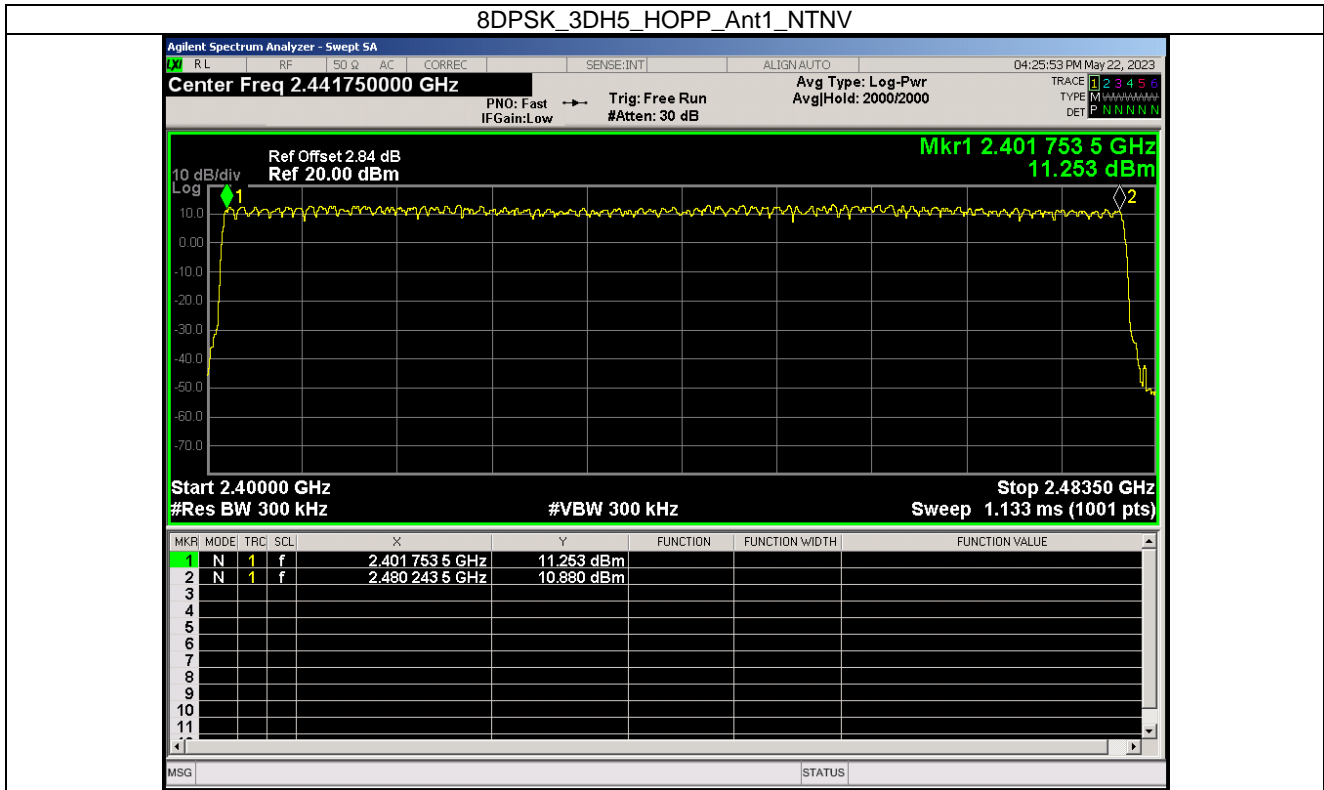 8DPSK_3DH5_HOPP_Ant1_NTNV
Agilent Spectrum Analyzer - Swept SA
LXI RL RF 50 Ω AC CORREC SENSE:INT ALIGN AUTO 04:25:53 PM May 22, 2023
Center Freq 2.441750000 GHz
PNO: Fast
IFGain:Low
Trig: Free Run
#Atten: 30 dB
Avg Type: Log-Pwr
Avg|Hold: 2000/2000
TRACE 1 2 3 4 5 6
TYPE M
DET P N N N N N
Mkr1 2.401 753 5 GHz
11.253 dBm
Ref Offset 2.84 dB
10 dB/div Ref 20.00 dBm
Log
1
2
10.0
0.00
-10.0
-20.0
-30.0
-40.0
-50.0
-60.0
-70.0
Start 2.40000 GHz Stop 2.48350 GHz
#Res BW 300 kHz #VBW 300 kHz Sweep 1.133 ms (1001 pts)
MKR MODE TRC SCL X Y FUNCTION FUNCTION WIDTH FUNCTION VALUE
1 N 1 f 2.401 753 5 GHz 11.253 dBm
2 N 1 f 2.480 243 5 GHz 10.880 dBm
3
4
5
6
7
8
9
10
11
MSG STATUS